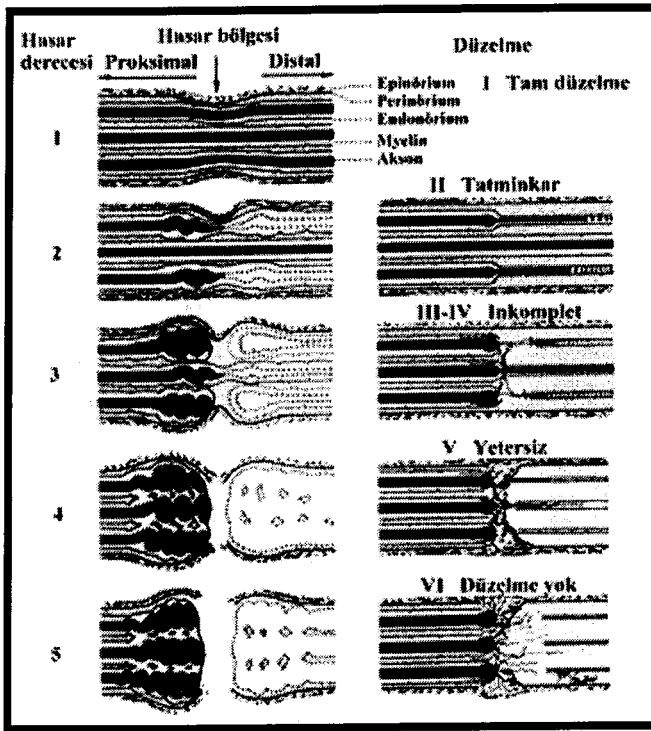 Hasar derecesi
Hasar bölgesi
Proksimal
Distal
Düzelme
Epinörium
Perinörium
Endonörium
Myelin
Akson
I Tam düzelme
1
II Tatminkar
2
III-IV Inkomplet
3
V Yetersiz
4
VI Düzelme yok
5